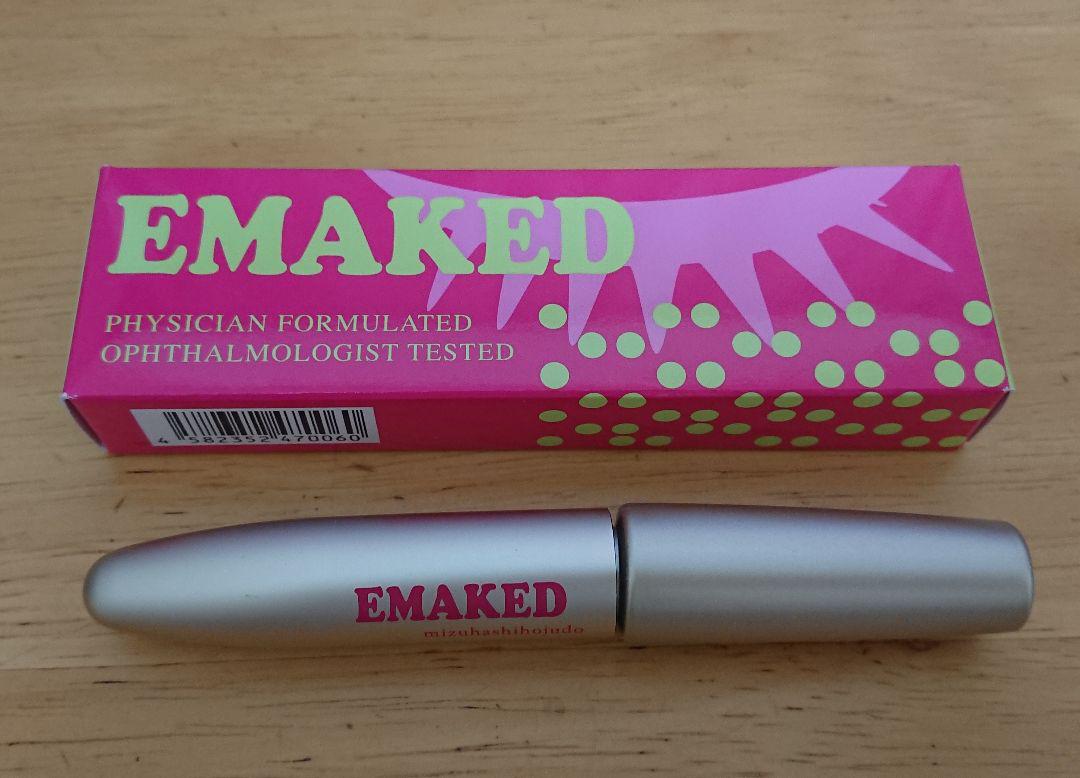 EMAKED
PHYSICIAN FORMULATED
OPHTHALMOLOGIST TESTED
4 582352 470060
EMAKED
mizuhashihojudo